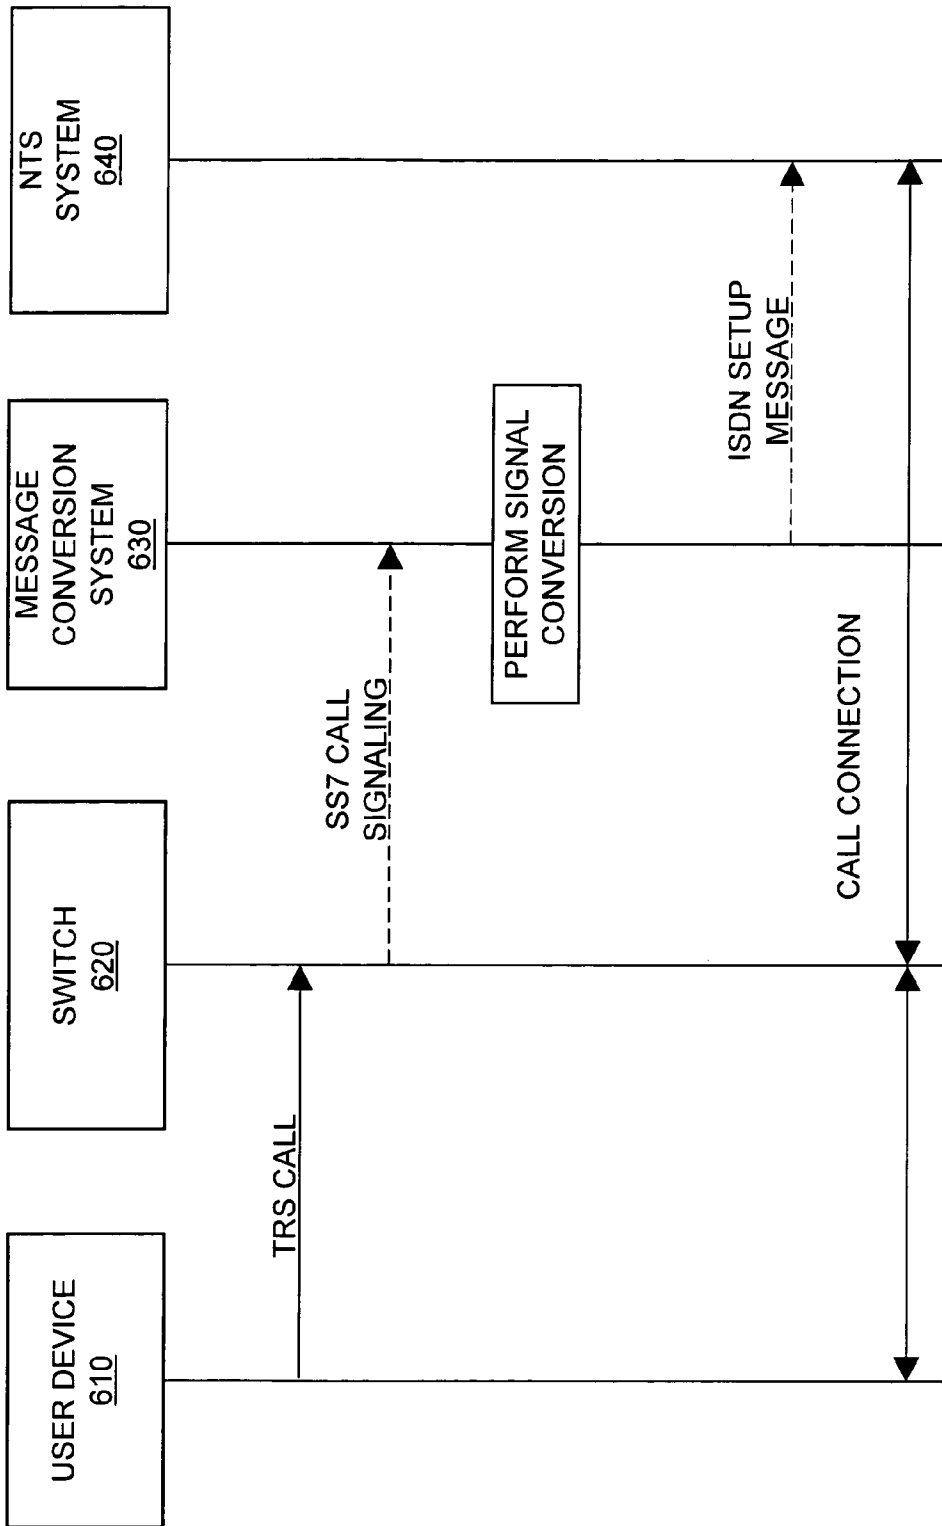 USER DEVICE
610
SWITCH
620
MESSAGE
CONVERSION
SYSTEM
630
NTS
SYSTEM
640
TRS CALL
SS7 CALL
SIGNALING
PERFORM SIGNAL
CONVERSION
ISDN SETUP
MESSAGE
CALL CONNECTION